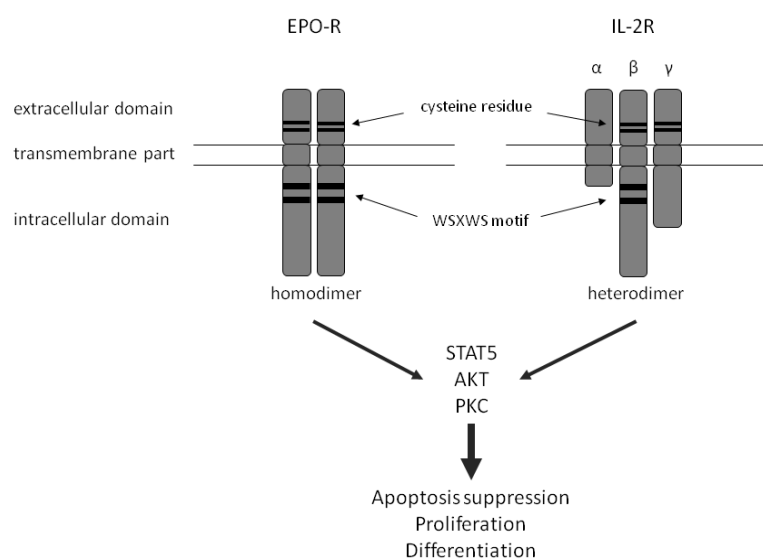 EPO-R
IL-2R
α β γ
extracellular domain
cysteine residue
transmembrane part
intracellular domain
WSXWS motif
homodimer
heterodimer
STAT5
AKT
PKC
Apoptosis suppression
Proliferation
Differentiation